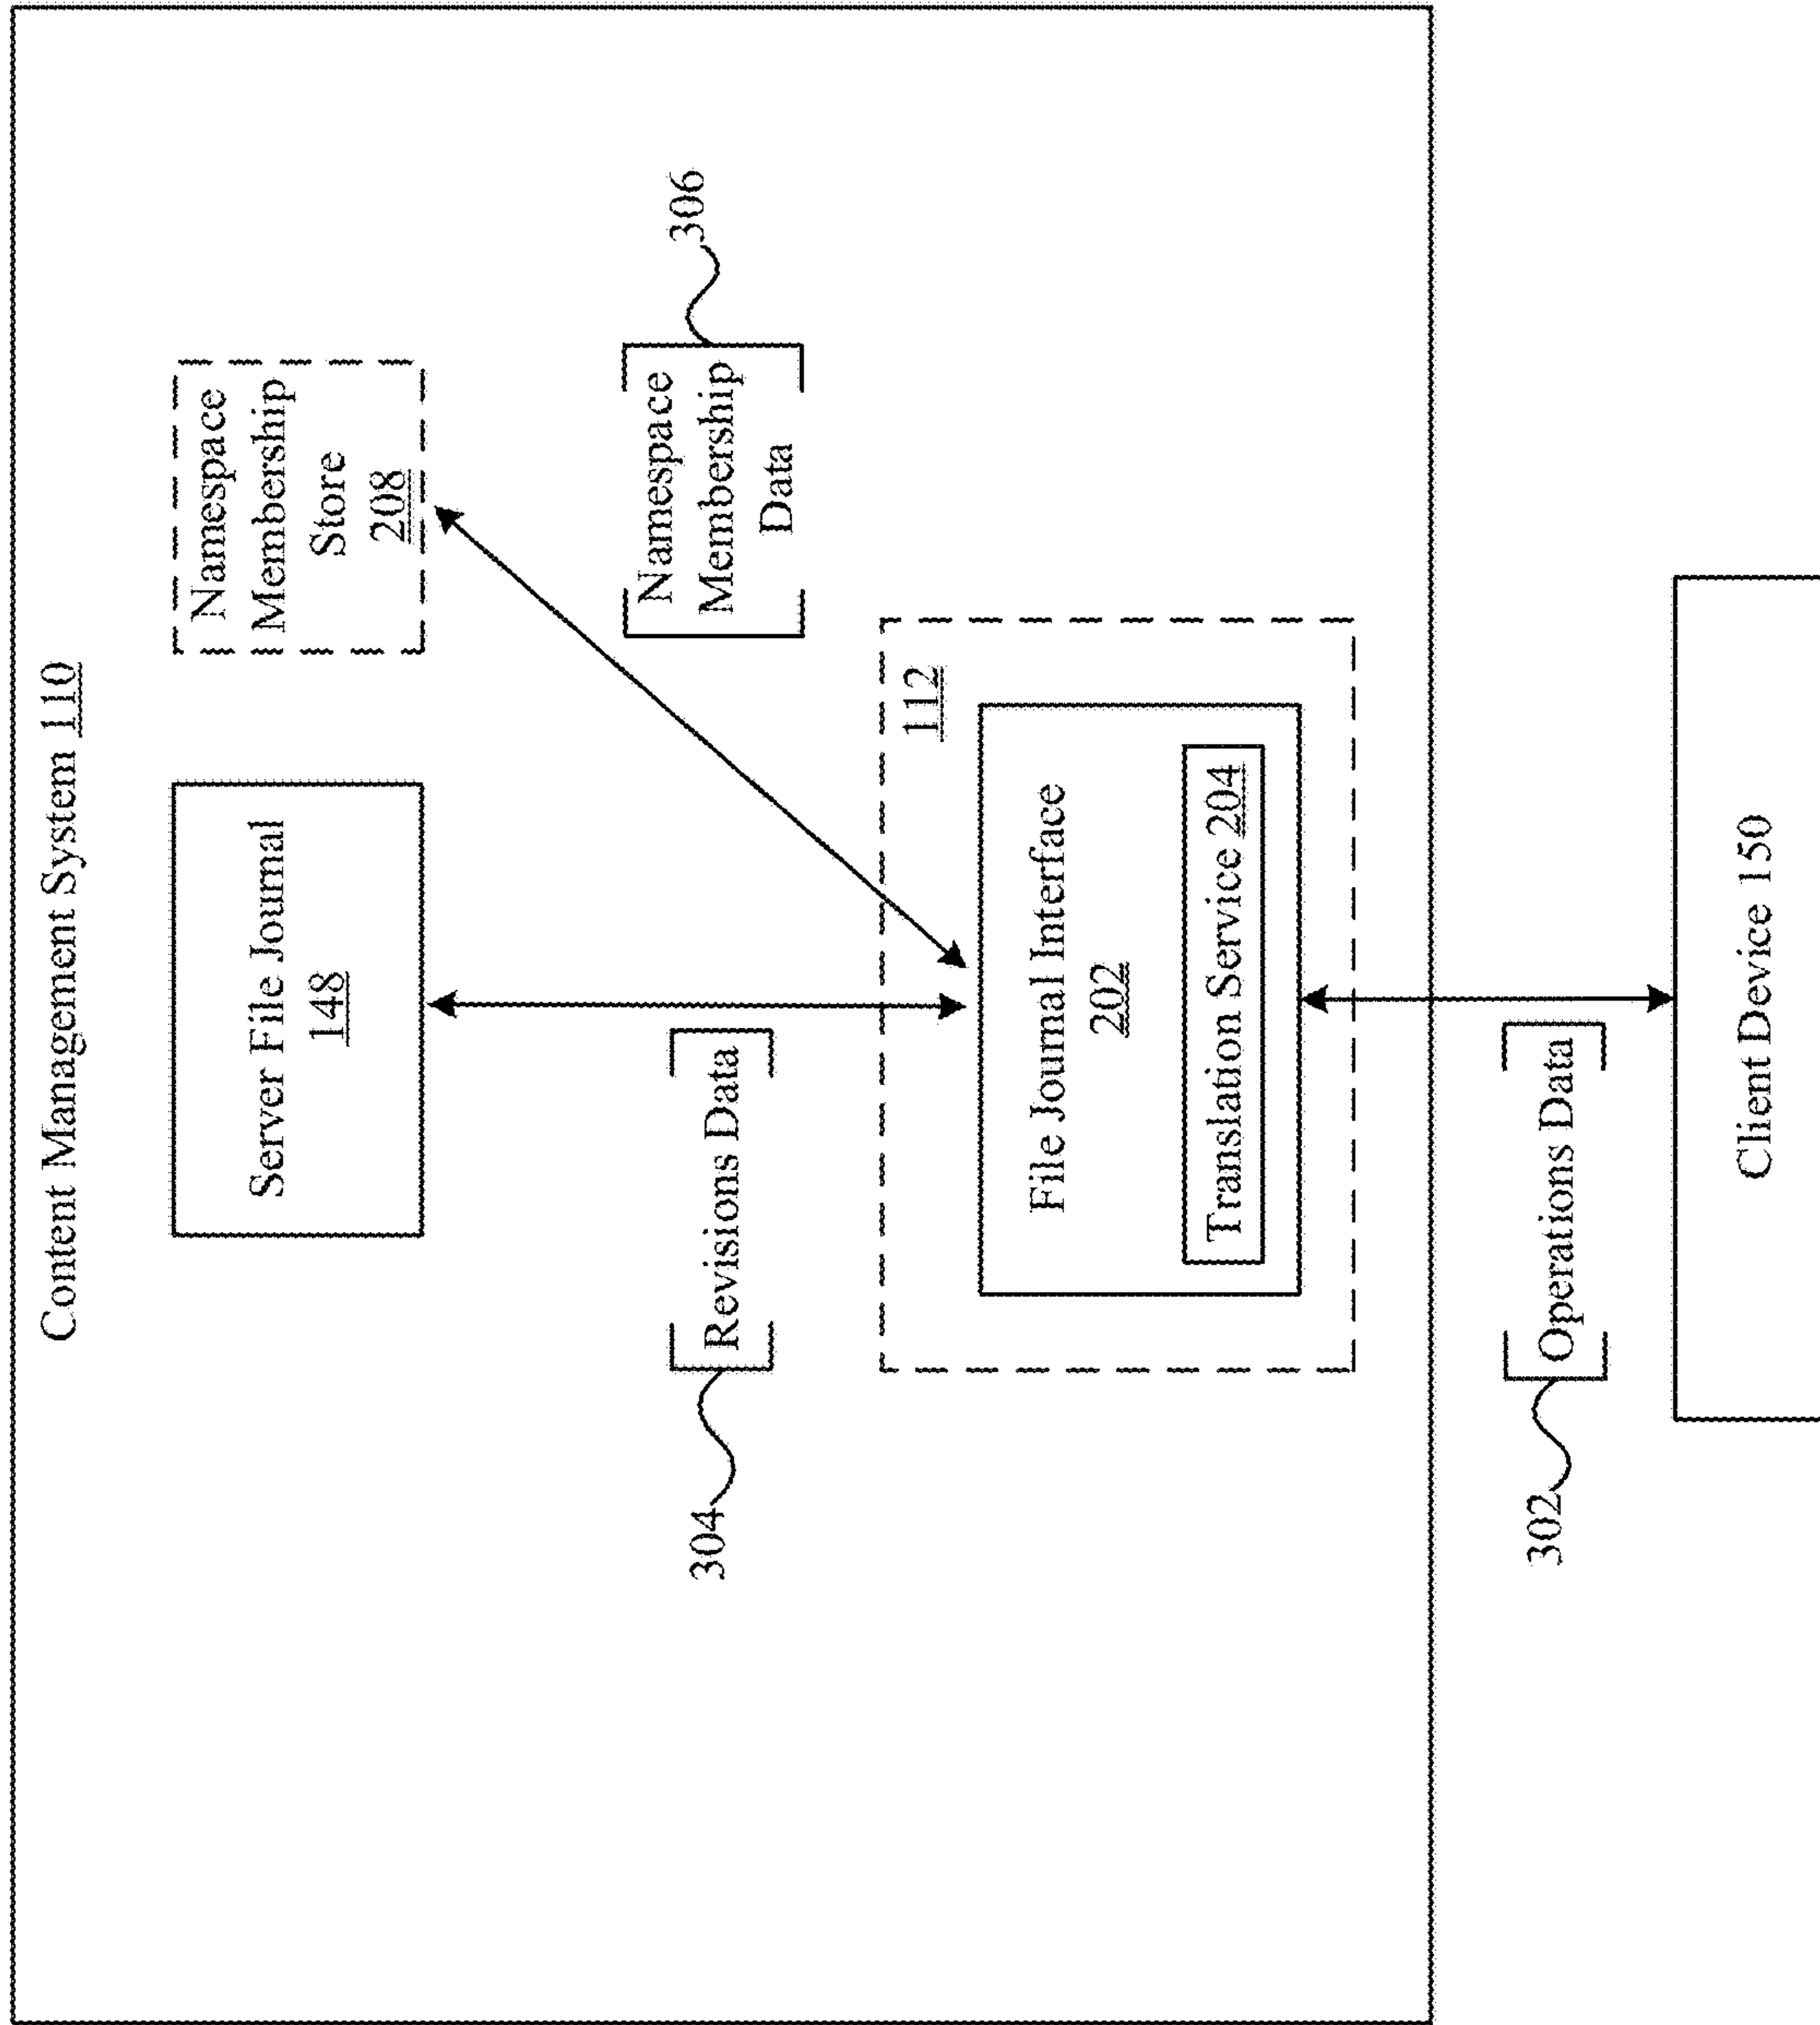 Content Management System 110
Server File Journal
148
Namespace
Membership
Store
208
304
Revisions Data
Namespace
Membership
Data
306
112
File Journal Interface
202
Translation Service 204
302
Operations Data
Client Device 150